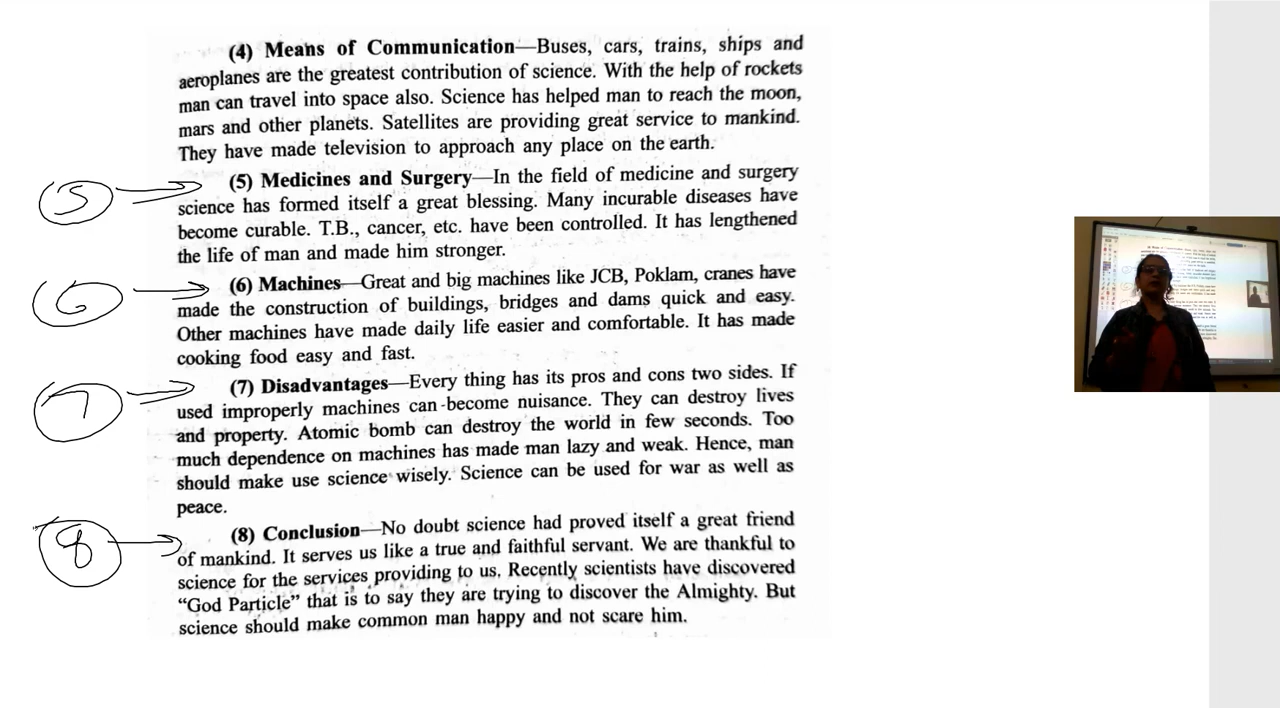 (4) Means of Communication—Buses, cars, trains, ships and
aeroplanes are the greatest contribution of science. With the help of rockets
man can travel into space also. Science has helped man to reach the moon,
mars and other planets. Satellites are providing great service to mankind.
They have made television to approach any place on the earth.
5
(5) Medicines and Surgery—In the field of medicine and surgery
science has formed itself a great blessing. Many incurable diseases have
become curable. T.B., cancer, etc. have been controlled. It has lengthened
the life of man and made him stronger.
6
(6) Machines—Great and big machines like JCB, Poklam, cranes have
made the construction of buildings, bridges and dams quick and easy.
Other machines have made daily life easier and comfortable. It has made
cooking food easy and fast.
7
(7) Disadvantages—Every thing has its pros and cons two sides. If
used improperly machines can become nuisance. They can destroy lives
and property. Atomic bomb can destroy the world in few seconds. Too
much dependence on machines has made man lazy and weak. Hence, man
should make use science wisely. Science can be used for war as well as
peace.
8
(8) Conclusion—No doubt science had proved itself a great friend
of mankind. It serves us like a true and faithful servant. We are thankful to
science for the services providing to us. Recently scientists have discovered
“God Particle” that is to say they are trying to discover the Almighty. But
science should make common man happy and not scare him.